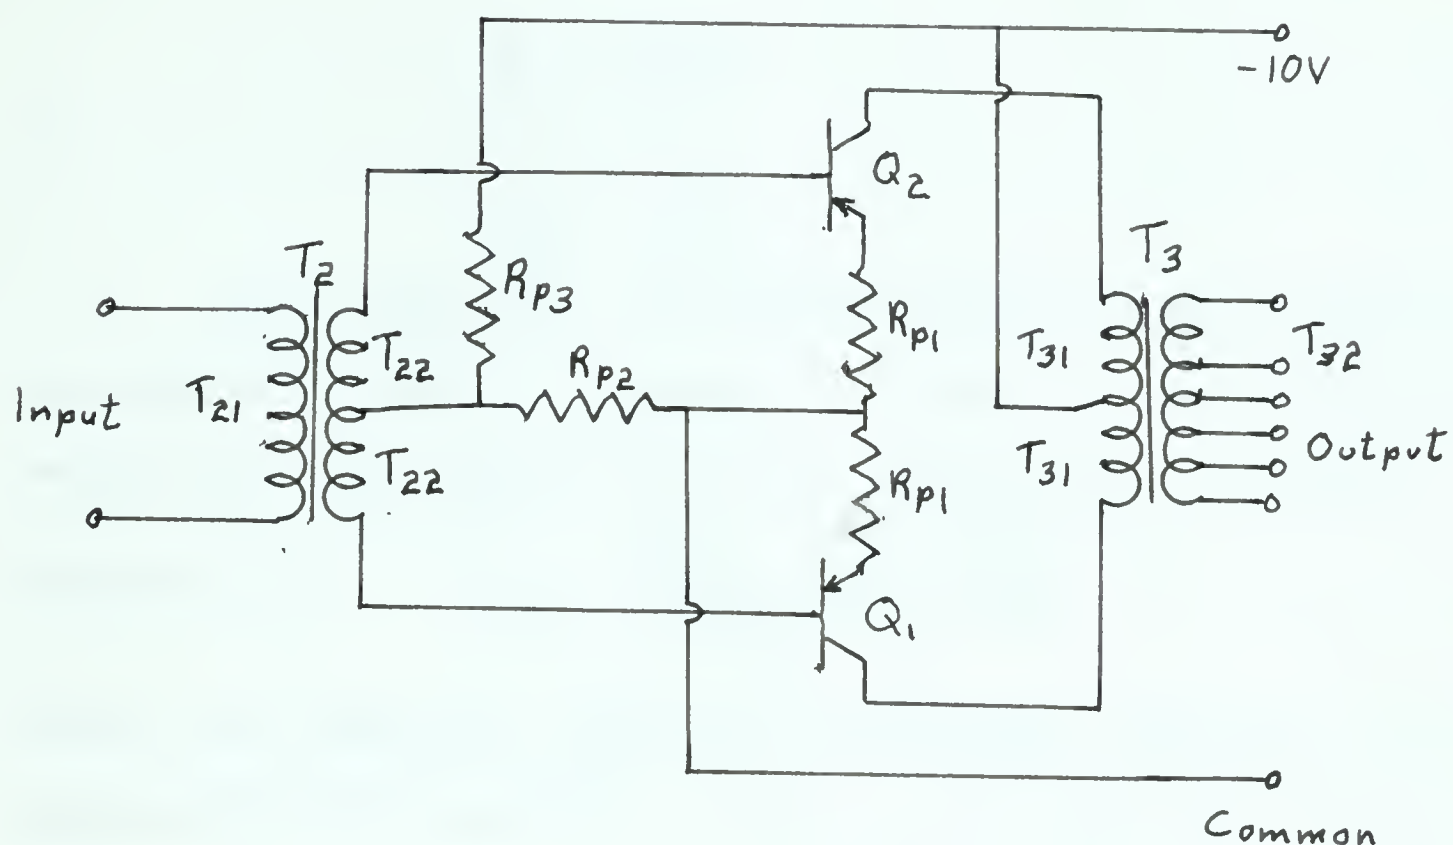 -10V
Q2
T2
Rp3
T3
Rp1
T31
T32
T22
Rp2
T21
Input
Output
T22
T31
Rp1
Q1
Common